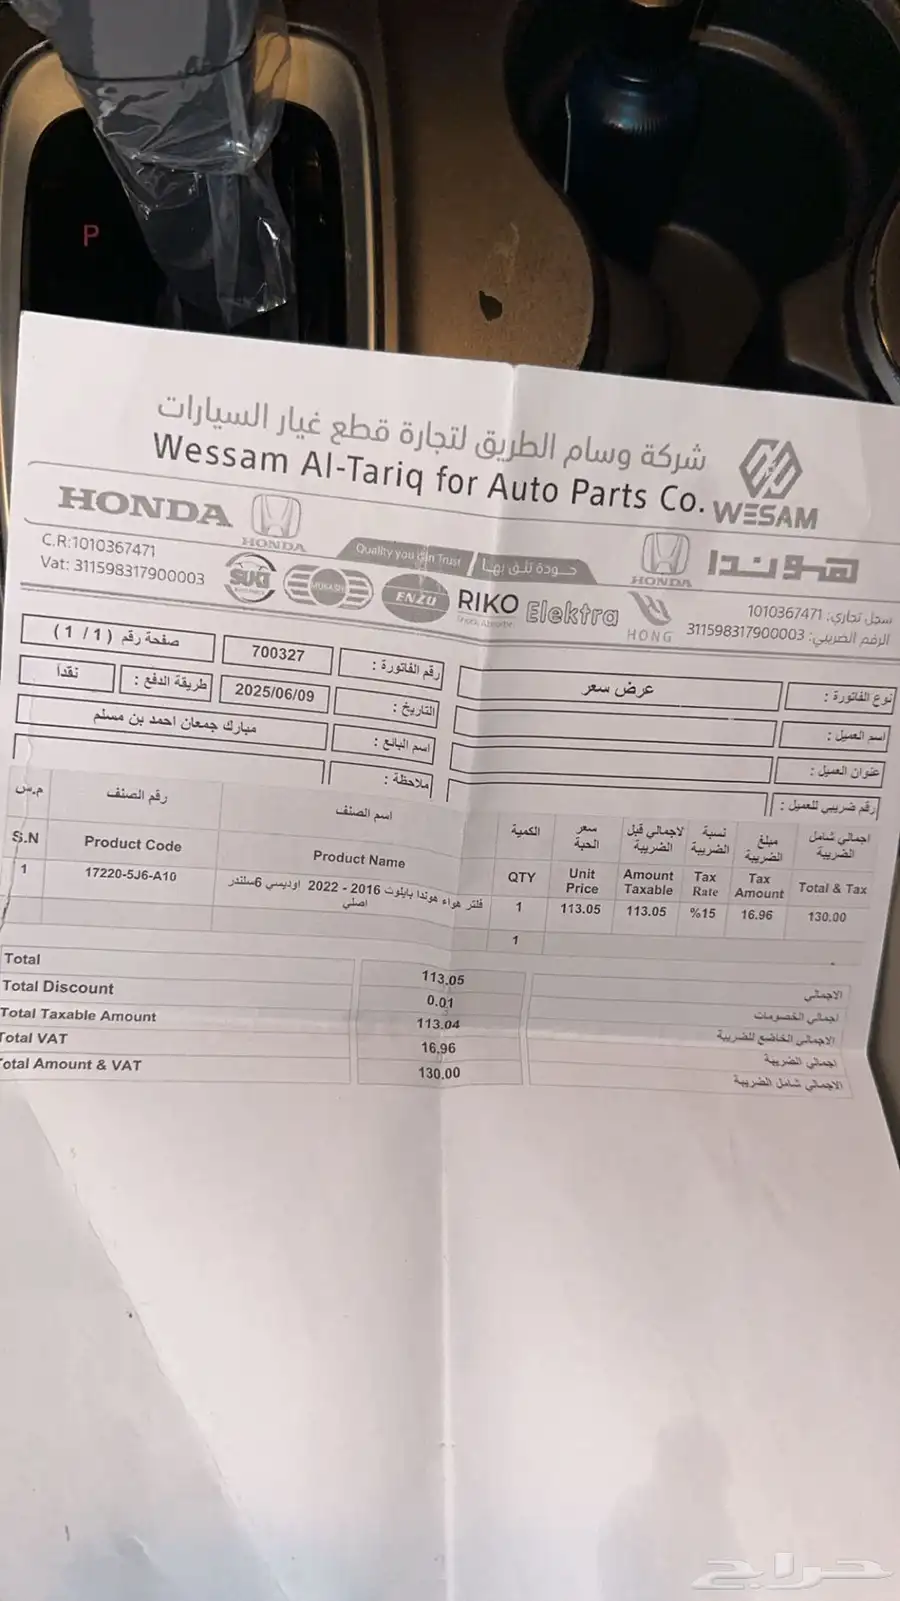 P
شركة وسام الطريق لتجارة قطع غيار السيارات
Wessam Al-Tariq for Auto Parts Co.
WESAM
HONDA
HONDA
Quality you can Trust
جودة تثق بها
HONDA
هوندا
C.R:1010367471
Vat: 311598317900003
SUKI
ENZO
RIKO
Elektra
HONG
سجل تجاري: 1010367471
الرقم الضريبي: 311598317900003
نوع الفاتورة : عرض سعر
رقم الفاتورة : 700327
صفحة رقم ( 1 / 1 )
اسم العميل :
التاريخ : 2025/06/09
طريقة الدفع : نقدا
عنوان العميل :
اسم البائع : مبارك جمعان احمد بن مسلم
رقم ضريبي للعميل :
ملاحظة :
م.س رقم الصنف اسم الصنف الكمية سعر الحبة لاجمالي قبل الضريبة نسبة الضريبة مبلغ الضريبة اجمالي شامل الضريبة
S.N Product Code Product Name QTY Unit Price Amount Taxable Tax Rate Tax Amount Total & Tax
1 17220-5J6-A10 فلتر هواء هوندا بايلوت 2016 - 2022 اوديسي 6سلندر 1 113.05 113.05 %15 16.96 130.00
اصلي
1
Total 113.05 الاجمالي
Total Discount 0.01 اجمالي الخصومات
Total Taxable Amount 113.04 الاجمالي الخاضع للضريبة
Total VAT 16.96 اجمالي الضريبة
Total Amount & VAT 130.00 الاجمالي شامل الضريبة
حراج